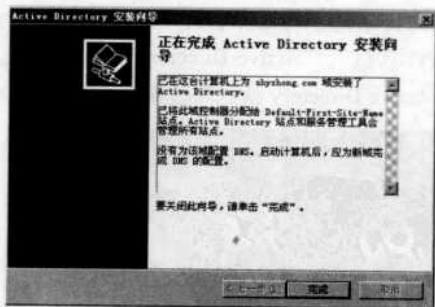 Active Directory 安装向导
正在完成 Active Directory 安装向
导
已在这台计算机上为 shyzhong.com 域安装了
Active Directory。
已将此域控制器分配给 Default-First-Site-Name
站点。Active Directory 站点和服务管理工具会
管理所有站点。
没有为该域配置 DNS。启动计算机后，应为新域完
成 DNS 的配置。
要关闭此向导，请单击“完成”。
完成
取消